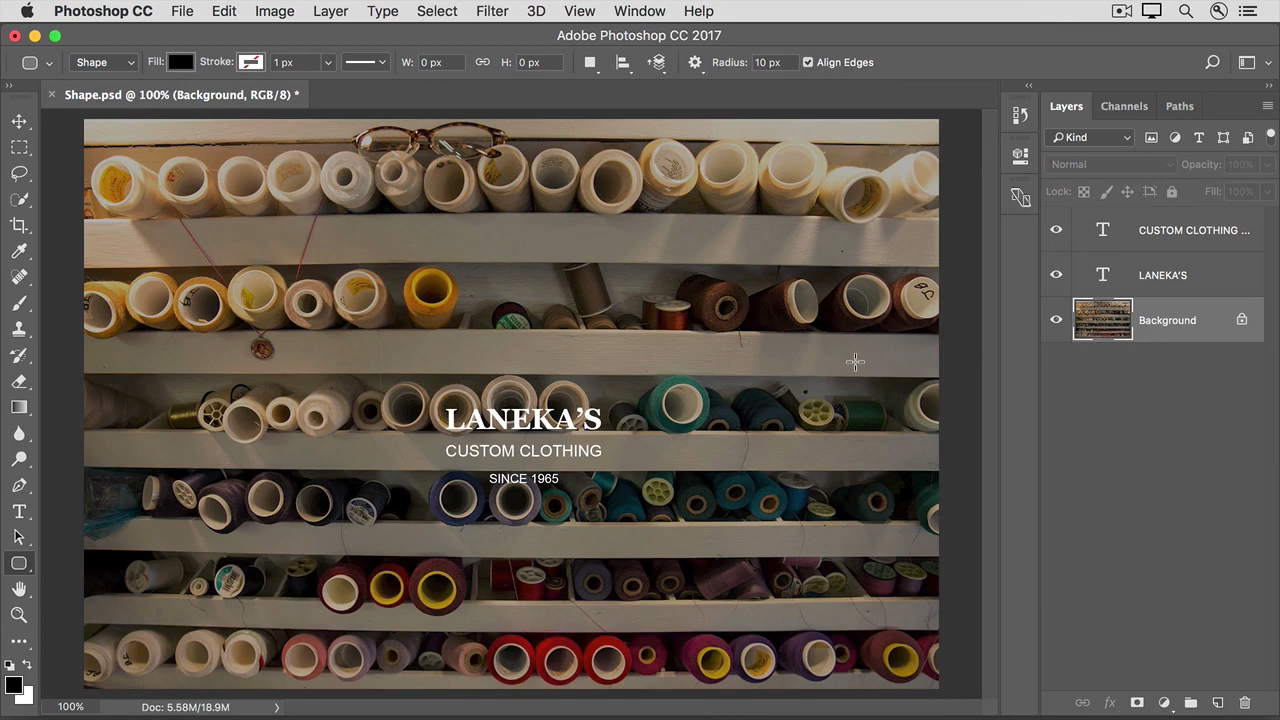 Photoshop CC File Edit Image Layer Type Select Filter 3D View Window Help
Adobe Photoshop CC 2017
Shape Fill: Stroke: 1 px W: 0 px H: 0 px Radius: 10 px Align Edges
Shape.psd @ 100% (Background, RGB/8) *
Layers Channels Paths
Kind
Normal Opacity: 100%
Lock: Fill: 100%
CUSTOM CLOTHING ...
LANEKA'S
Background
LANEKA'S
CUSTOM CLOTHING
SINCE 1965
100% Doc: 5.58M/18.9M